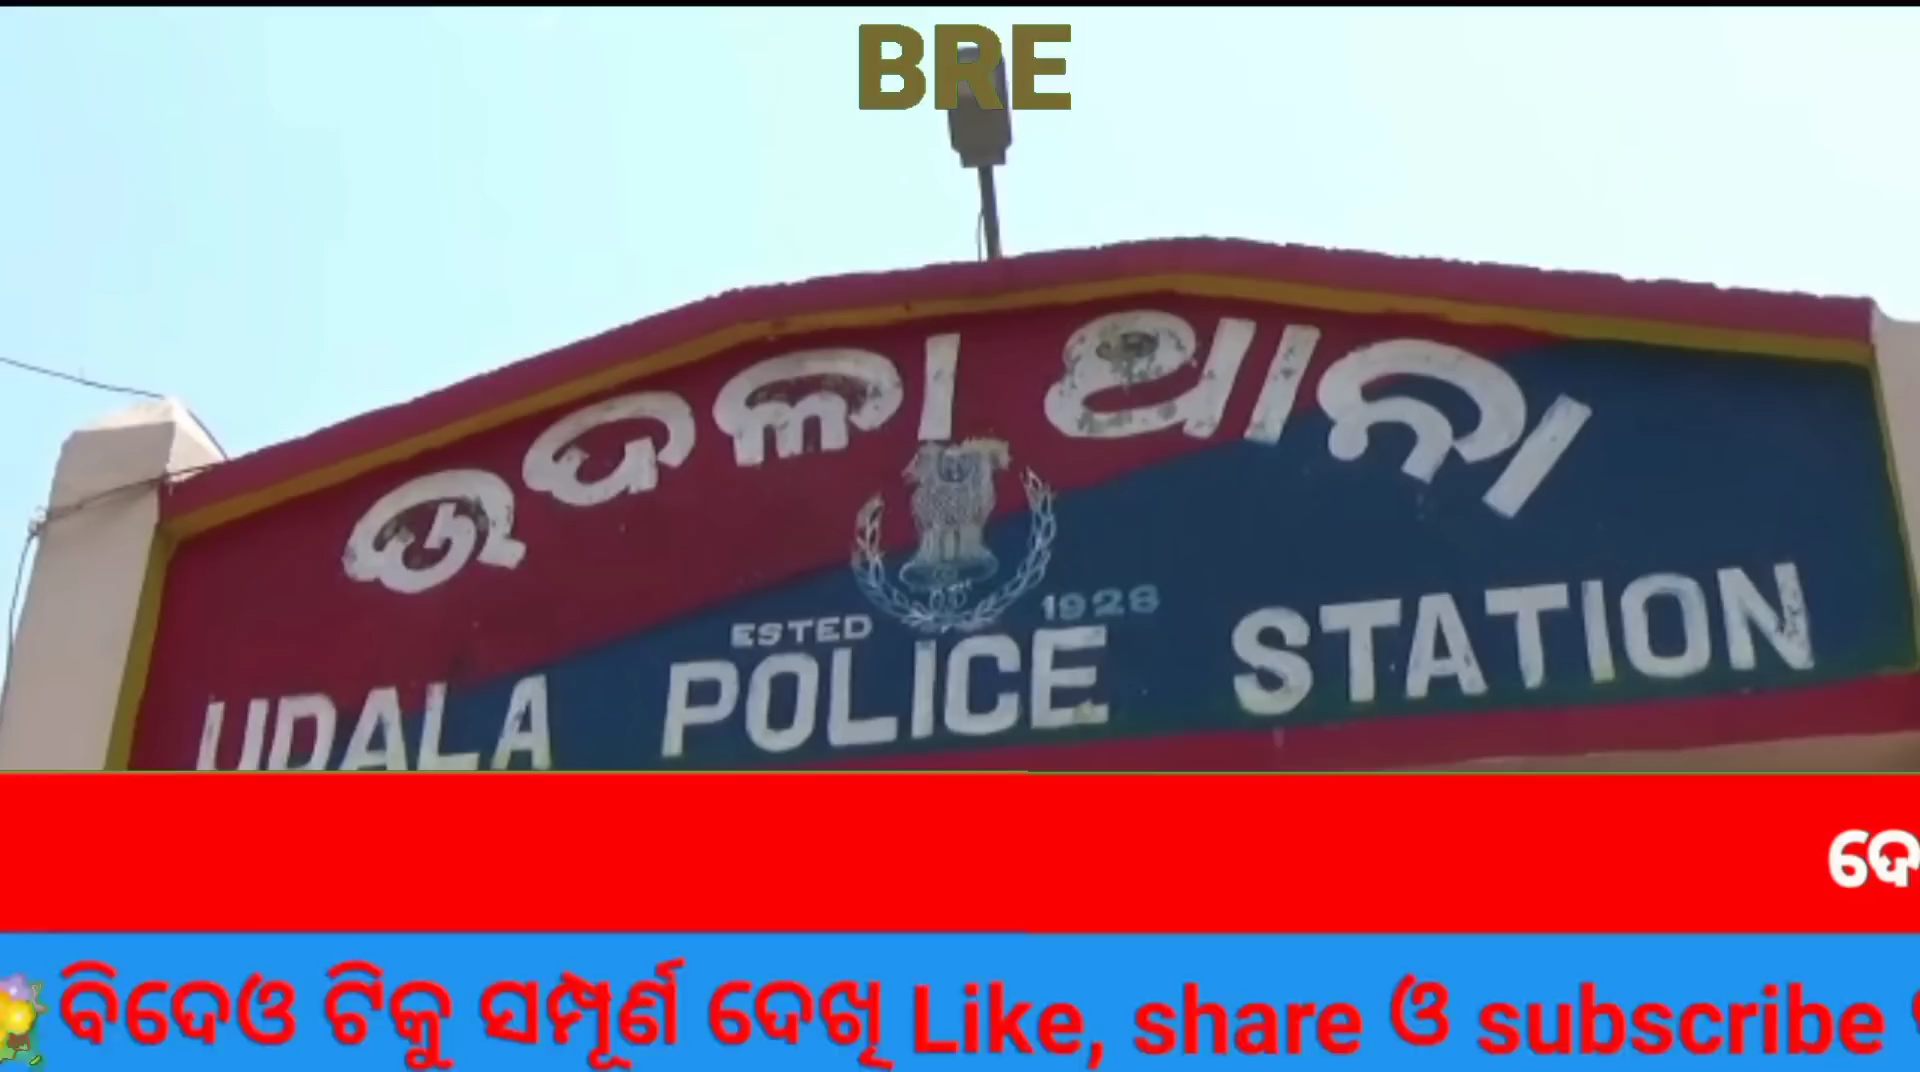 BRE
ଉଦଳା ଥାନା
ESTED 1928
UDALA POLICE STATION
ଦେ
ବିଦେଓ ଟିକୁ ସମ୍ପୂର୍ଣ ଦେଖି Like, share ଓ subscribe